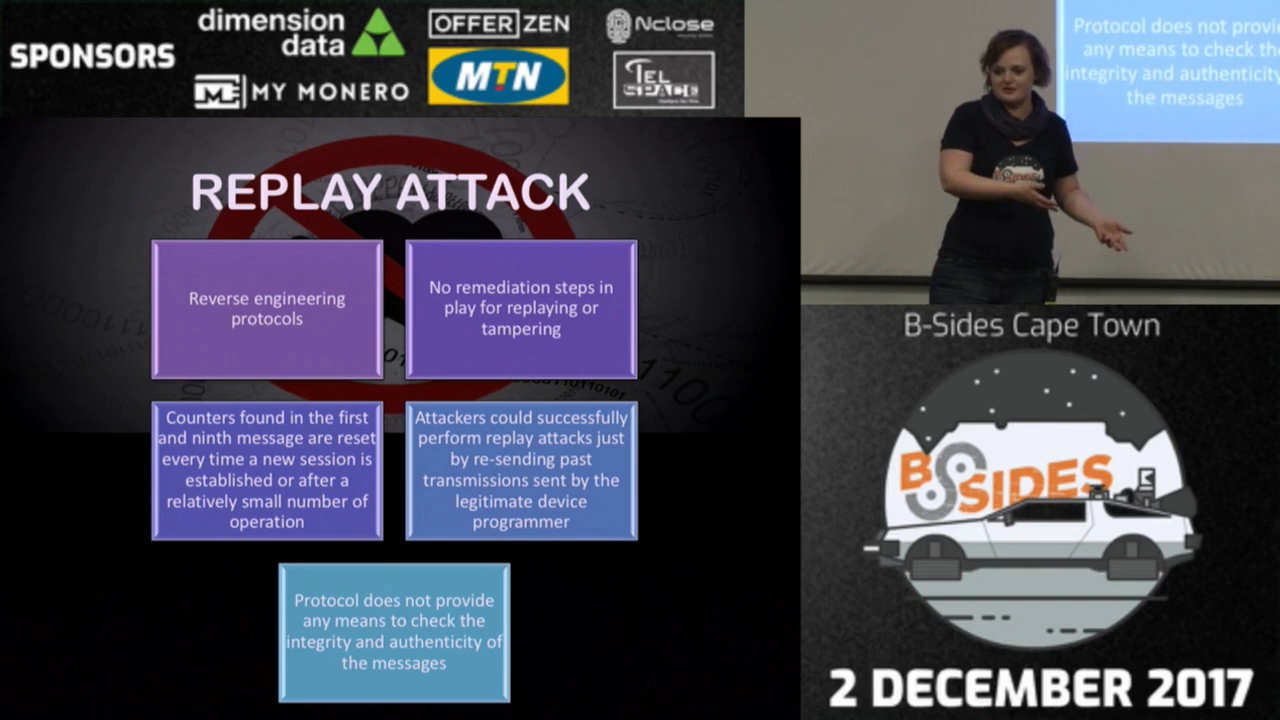 SPONSORS
dimension
data
OFFER ZEN
Nclose
MY MONERO
MTN
TEL
SPACE
Protocol does not provi
any means to check th
integrity and authenticity
the messages
REPLAY ATTACK
Reverse engineering
protocols
No remediation steps in
play for replaying or
tampering
Counters found in the first
and ninth message are reset
every time a new session is
established or after a
relatively small number of
operation
Attackers could successfully
perform replay attacks just
by re-sending past
transmissions sent by the
legitimate device
programmer
Protocol does not provide
any means to check the
integrity and authenticity of
the messages
B-Sides Cape Town
BSIDES
2 DECEMBER 2017